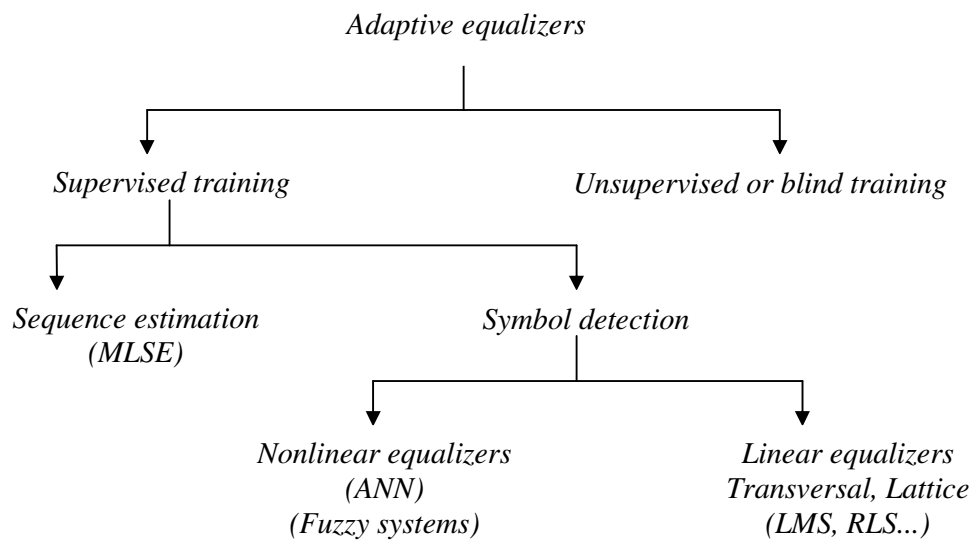 Adaptive equalizers
Supervised training
Unsupervised or blind training
Sequence estimation
(MLSE)
Symbol detection
Nonlinear equalizers
(ANN)
(Fuzzy systems)
Linear equalizers
Transversal, Lattice
(LMS, RLS...)